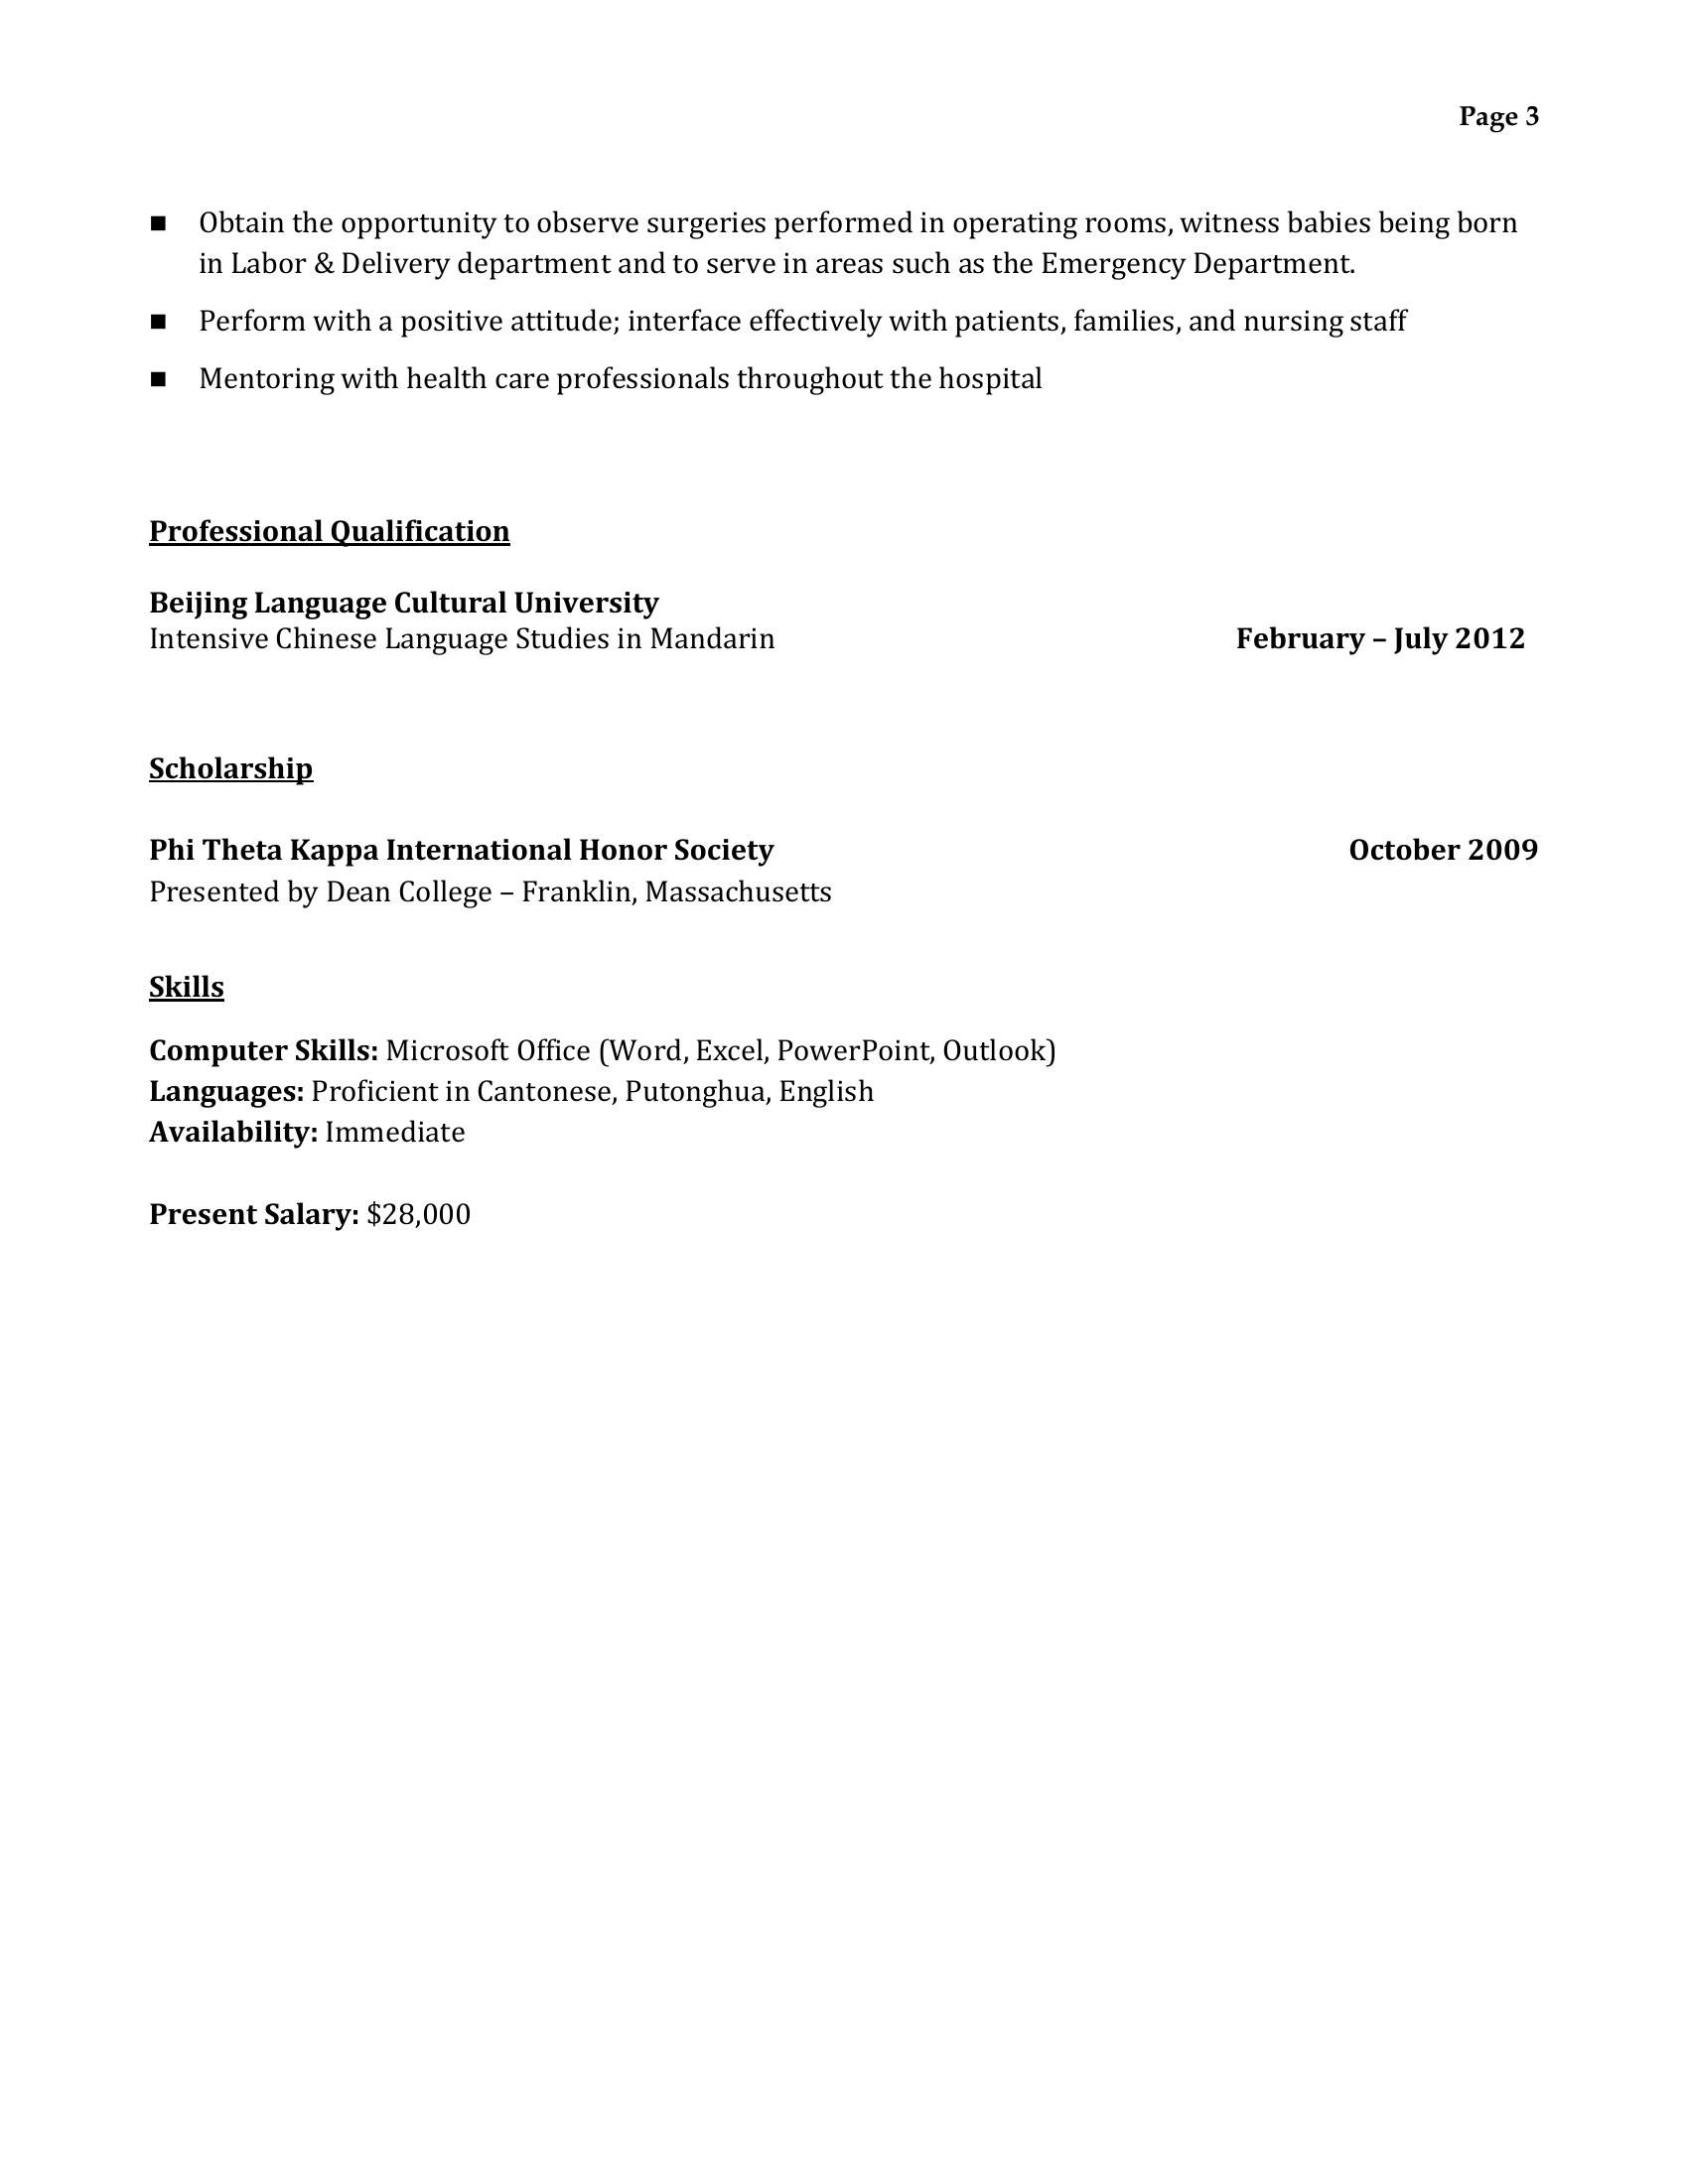 Page 3
■ Obtain the opportunity to observe surgeries performed in operating rooms, witness babies being born
in Labor & Delivery department and to serve in areas such as the Emergency Department.
■ Perform with a positive attitude; interface effectively with patients, families, and nursing staff
■ Mentoring with health care professionals throughout the hospital
Professional Qualification
Beijing Language Cultural University
Intensive Chinese Language Studies in Mandarin February – July 2012
Scholarship
Phi Theta Kappa International Honor Society October 2009
Presented by Dean College – Franklin, Massachusetts
Skills
Computer Skills: Microsoft Office (Word, Excel, PowerPoint, Outlook)
Languages: Proficient in Cantonese, Putonghua, English
Availability: Immediate
Present Salary: $28,000